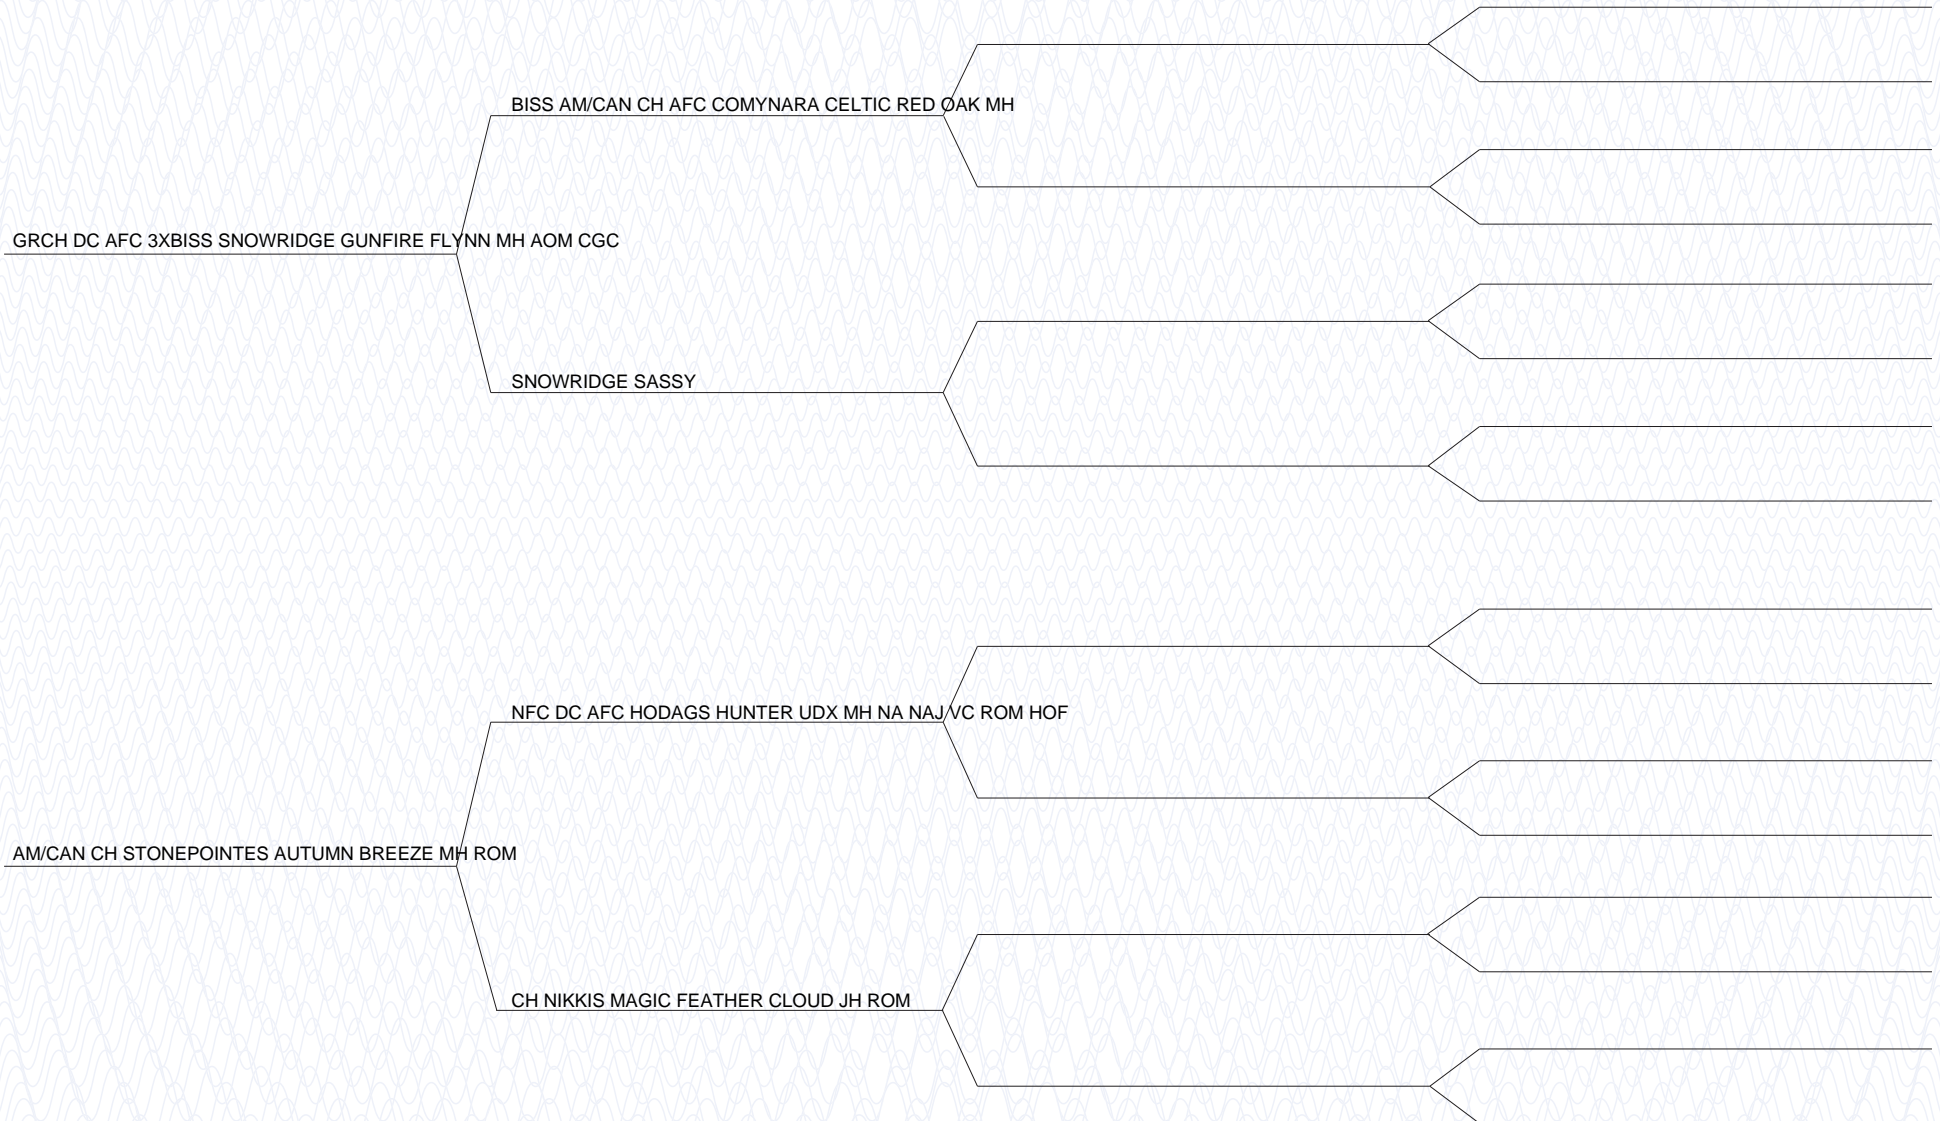 BISS AM/CAN CH AFC COMYNARA CELTIC RED OAK MH
GRCH DC AFC 3XBISS SNOWRIDGE GUNFIRE FLYNN MH AOM CGC
SNOWRIDGE SASSY
NFC DC AFC HODAGS HUNTER UDX MH NA NAJ VC ROM HOF
AM/CAN CH STONEPOINTES AUTUMN BREEZE MH ROM
CH NIKKIS MAGIC FEATHER CLOUD JH ROM